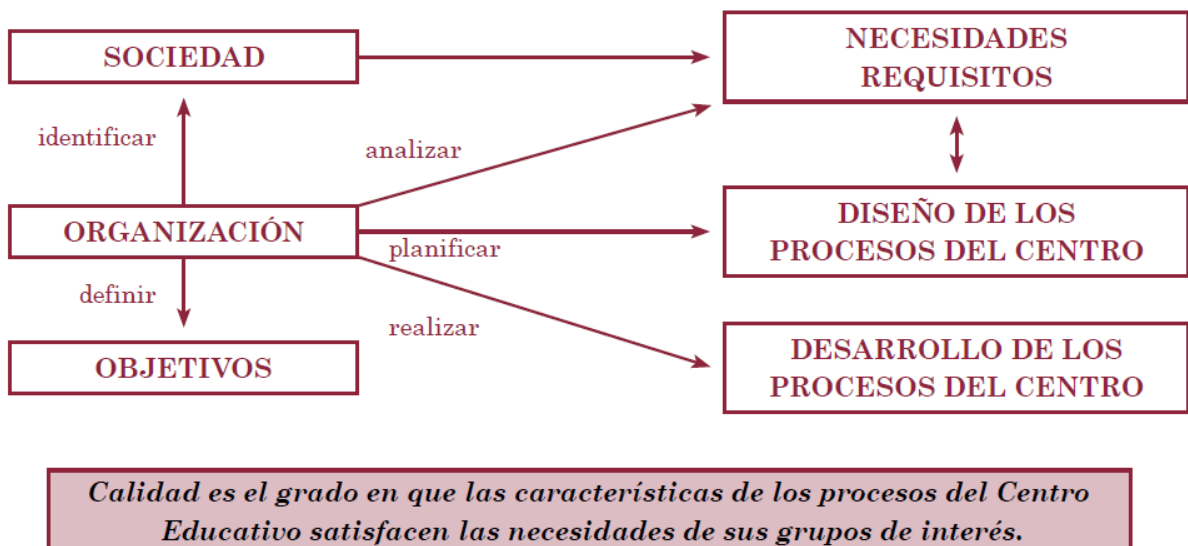 SOCIEDAD
NECESIDADES
REQUISITOS
identificar
analizar
ORGANIZACIÓN
planificar
DISEÑO DE LOS
PROCESOS DEL CENTRO
definir
realizar
OBJETIVOS
DESARROLLO DE LOS
PROCESOS DEL CENTRO
Calidad es el grado en que las características de los procesos del Centro
Educativo satisfacen las necesidades de sus grupos de interés.